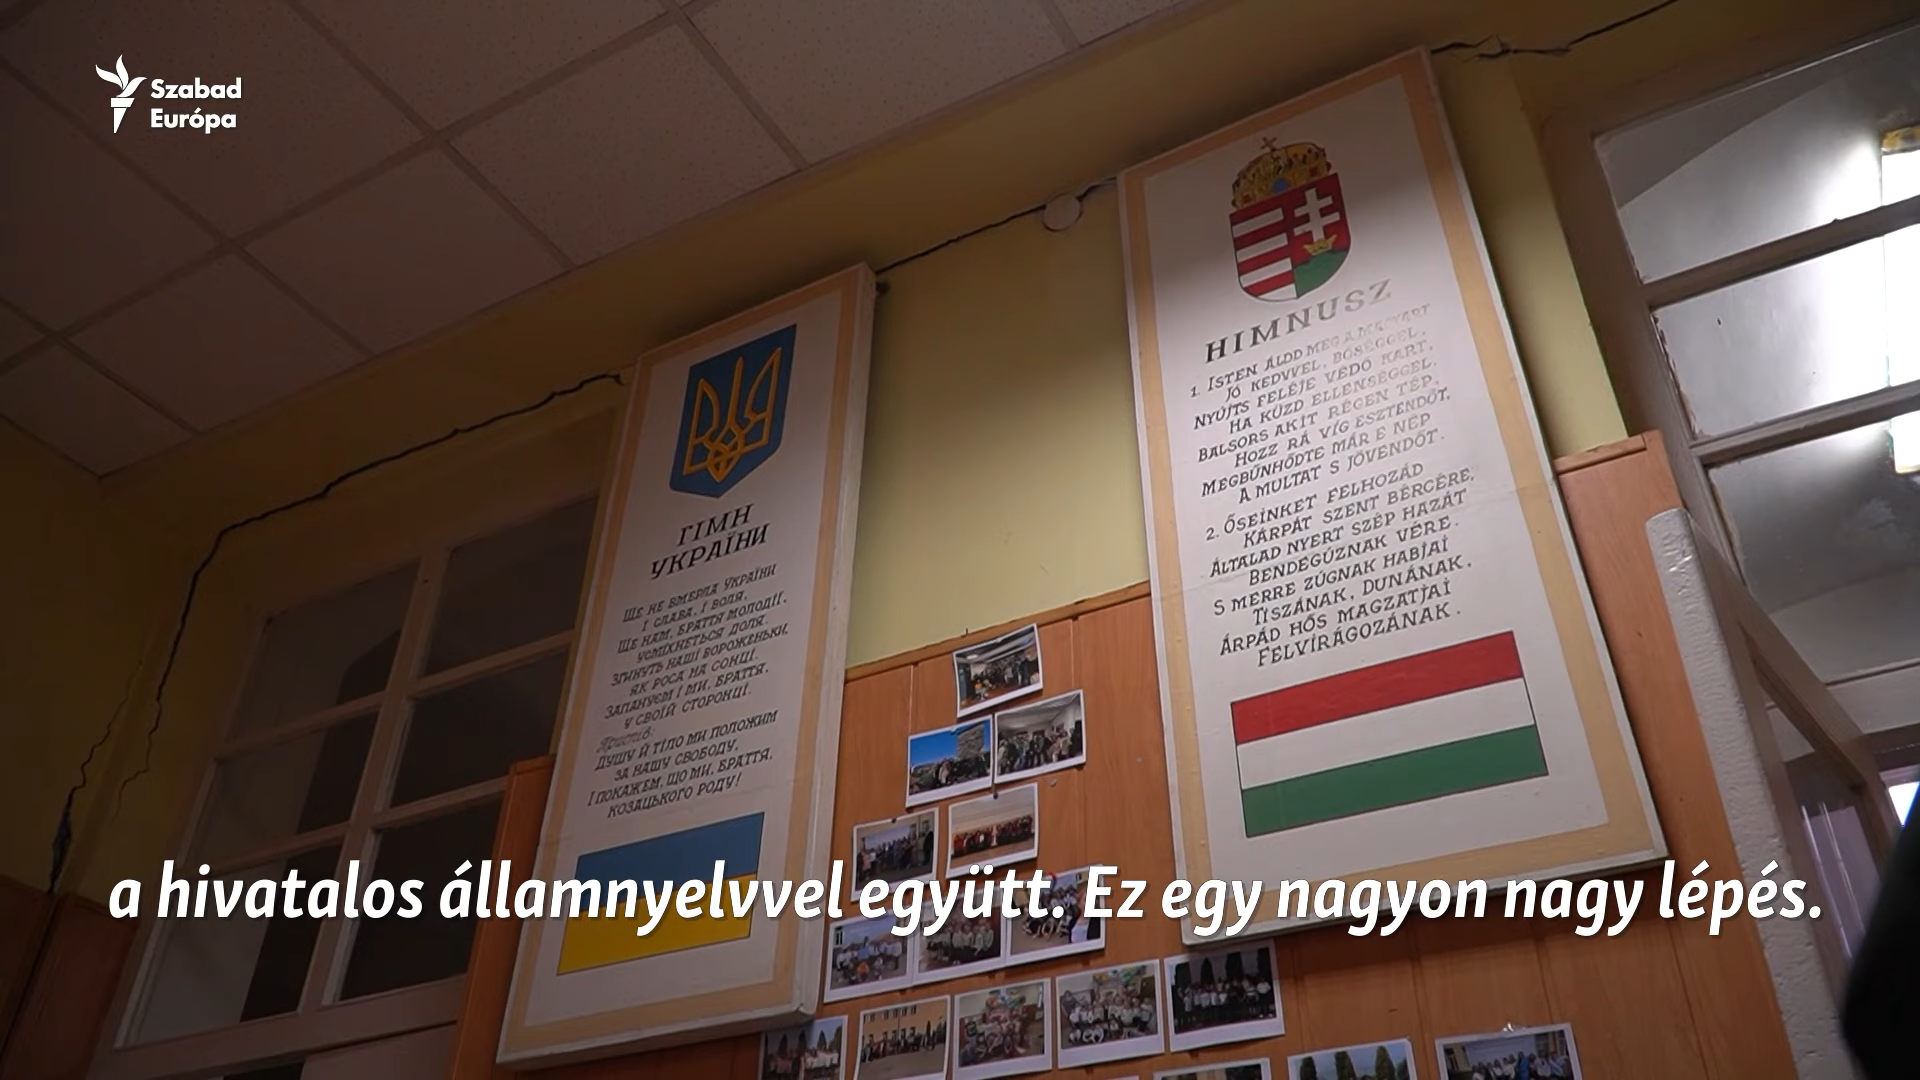 Szabad
Európa
ГІМН
УКРАЇНИ
ЩЕ НЕ ВМЕРЛА УКРАЇНИ
І СЛАВА, І ВОЛЯ,
ЩЕ НАМ, БРАТТЯ МОЛОДІЇ,
УСМІХНЕТЬСЯ ДОЛЯ.
ЗГИНУТЬ НАШІ ВОРОЖЕНЬКИ,
ЯК РОСА НА СОНЦІ.
ЗАПАНУЄМ І МИ, БРАТТЯ,
У СВОЇЙ СТОРОНЦІ.
Приспів:
ДУШУ Й ТІЛО МИ ПОЛОЖИМ
ЗА НАШУ СВОБОДУ,
І ПОКАЖЕМ, ЩО МИ, БРАТТЯ,
КОЗАЦЬКОГО РОДУ!
HIMNUSZ
1. ISTEN ÁLDD MEG A MAGYART
JÓ KEDVVEL, BŐSÉGGEL,
NYÚJTS FELÉJE VÉDŐ KART,
HA KÜZD ELLENSÉGGEL.
BALSORS AKIT RÉGEN TÉP,
HOZZ RÁ VÍG ESZTENDŐT,
MEGBŰNHŐDTE MÁR E NÉP
A MULTAT S JÖVENDŐT.
2. ŐSEINKET FELHOZÁD
KÁRPÁT SZENT BÉRCÉRE,
ÁLTALAD NYERT SZÉP HAZÁT
BENDEGÚZNAK VÉRE.
S MERRE ZÚGNAK HABJAI
TISZÁNAK, DUNÁNAK,
ÁRPÁD HŐS MAGZATJAI
FELVIRÁGOZÁNAK.
a hivatalos államnyelvvel együtt. Ez egy nagyon nagy lépés.